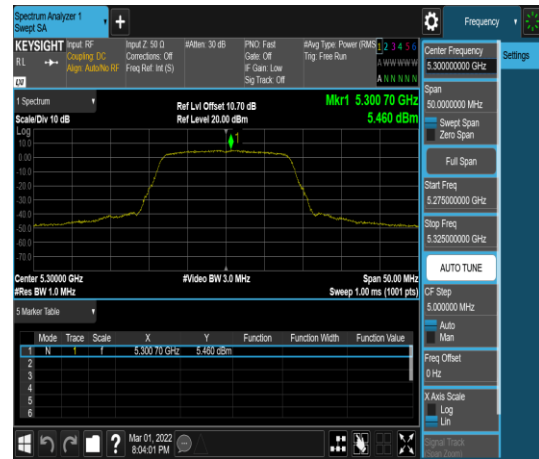 Spectrum Analyzer 1
Swept SA
+
Frequency
KEYSIGHT
RL
Input: RF
Coupling: DC
Align: Auto/No RF
Input Z: 50 Ω
Corrections: Off
Freq Ref: Int (S)
#Atten: 30 dB
PNO: Fast
Gate: Off
IF Gain: Low
Sig Track: Off
#Avg Type: Power (RMS)
Trig: Free Run
1 2 3 4 5 6
A WW WW W
A N N N N N
1 Spectrum
Scale/Div 10 dB
Ref Lvl Offset 10.70 dB
Ref Level 20.00 dBm
Mkr1 5.300 70 GHz
5.460 dBm
Log
10.0
0.00
-10.0
-20.0
-30.0
-40.0
-50.0
-60.0
-70.0
1
Center 5.30000 GHz
#Res BW 1.0 MHz
#Video BW 3.0 MHz
Span 50.00 MHz
Sweep 1.00 ms (1001 pts)
5 Marker Table
Mode Trace Scale X Y Function Function Width Function Value
1 N 1 f 5.300 70 GHz 5.460 dBm
2
3
4
5
6
Mar 01, 2022
8:04:01 PM
?
Settings
Center Frequency
5.300000000 GHz
Span
50.0000000 MHz
Swept Span
Zero Span
Full Span
Start Freq
5.275000000 GHz
Stop Freq
5.325000000 GHz
AUTO TUNE
CF Step
5.000000 MHz
Auto
Man
Freq Offset
0 Hz
X Axis Scale
Log
Lin
Signal Track
(Span Zoom)